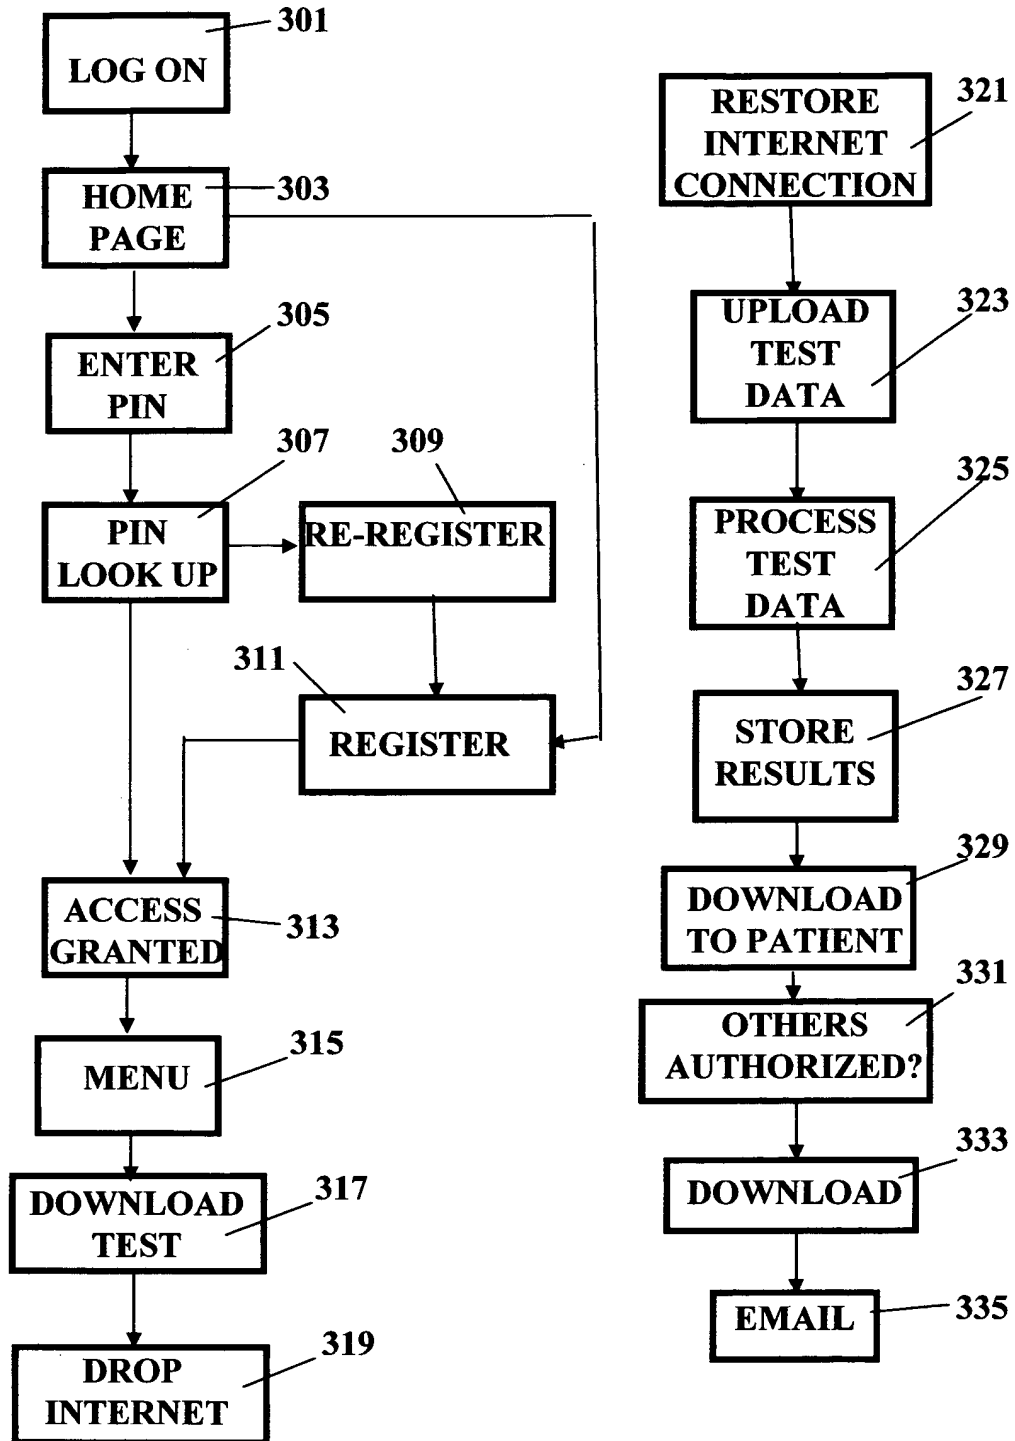 301
LOG ON
303
HOME
PAGE
305
ENTER
PIN
307
PIN
LOOK UP
309
RE-REGISTER
311
REGISTER
ACCESS
GRANTED
313
315
MENU
317
DOWNLOAD
TEST
319
DROP
INTERNET
321
RESTORE
INTERNET
CONNECTION
323
UPLOAD
TEST
DATA
325
PROCESS
TEST
DATA
327
STORE
RESULTS
329
DOWNLOAD
TO PATIENT
331
OTHERS
AUTHORIZED?
333
DOWNLOAD
EMAIL
335